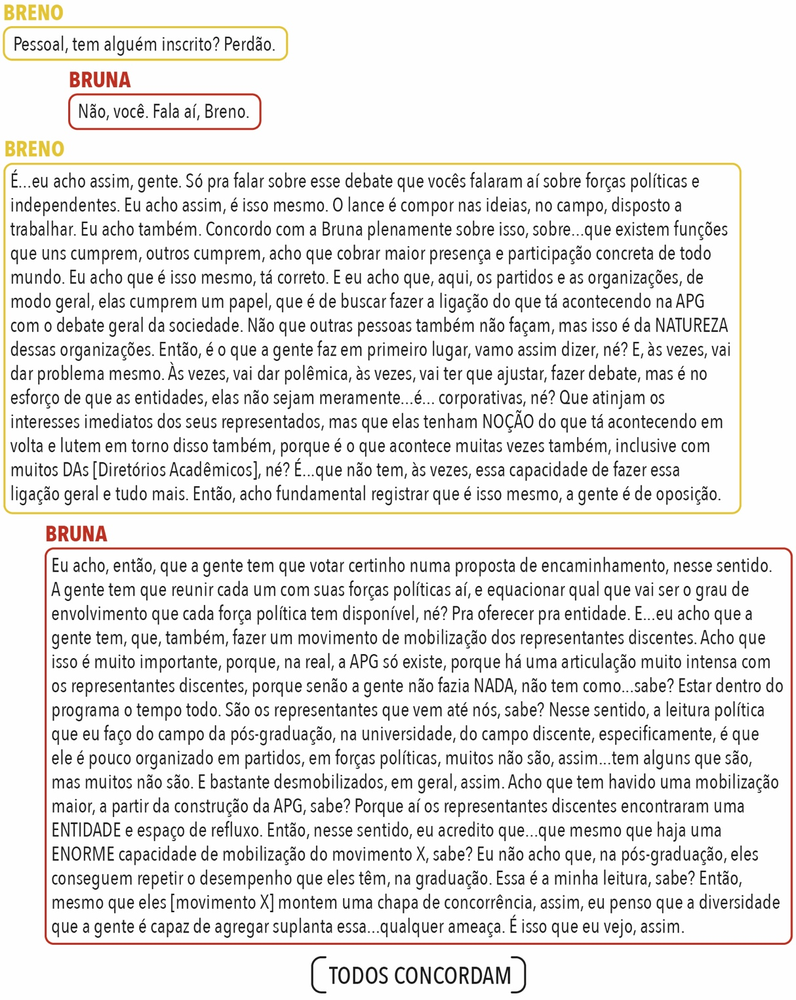 BRENO
Pessoal, tem alguém inscrito? Perdão.
BRUNA
Não, você. Fala aí, Breno.
BRENO
É...eu acho assim, gente. Só pra falar sobre esse debate que vocês falaram aí sobre forças políticas e
independentes. Eu acho assim, é isso mesmo. O lance é compor nas ideias, no campo, disposto a
trabalhar. Eu acho também. Concordo com a Bruna plenamente sobre isso, sobre...que existem funções
que uns cumprem, outros cumprem, acho que cobrar maior presença e participação concreta de todo
mundo. Eu acho que é isso mesmo, tá correto. E eu acho que, aqui, os partidos e as organizações, de
modo geral, elas cumprem um papel, que é de buscar fazer a ligação do que tá acontecendo na APG
com o debate geral da sociedade. Não que outras pessoas também não façam, mas isso é da NATUREZA
dessas organizações. Então, é o que a gente faz em primeiro lugar, vamo assim dizer, né? E, às vezes, vai
dar problema mesmo. Às vezes, vai dar polêmica, às vezes, vai ter que ajustar, fazer debate, mas é no
esforço de que as entidades, elas não sejam meramente...é... corporativas, né? Que atinjam os
interesses imediatos dos seus representados, mas que elas tenham NOÇÃO do que tá acontecendo em
volta e lutem em torno disso também, porque é o que acontece muitas vezes também, inclusive com
muitos DAs [Diretórios Acadêmicos], né? É...que não tem, às vezes, essa capacidade de fazer essa
ligação geral e tudo mais. Então, acho fundamental registrar que é isso mesmo, a gente é de oposição.
BRUNA
Eu acho, então, que a gente tem que votar certinho numa proposta de encaminhamento, nesse sentido.
A gente tem que reunir cada um com suas forças políticas aí, e equacionar qual que vai ser o grau de
envolvimento que cada força política tem disponível, né? Pra oferecer pra entidade. E...eu acho que a
gente tem, que, também, fazer um movimento de mobilização dos representantes discentes. Acho que
isso é muito importante, porque, na real, a APG só existe, porque há uma articulação muito intensa com
os representantes discentes, porque senão a gente não fazia NADA, não tem como...sabe? Estar dentro do
programa o tempo todo. São os representantes que vem até nós, sabe? Nesse sentido, a leitura política
que eu faço do campo da pós-graduação, na universidade, do campo discente, especificamente, é que
ele é pouco organizado em partidos, em forças políticas, muitos não são, assim...tem alguns que são,
mas muitos não são. E bastante desmobilizados, em geral, assim. Acho que tem havido uma mobilização
maior, a partir da construção da APG, sabe? Porque aí os representantes discentes encontraram uma
ENTIDADE e espaço de refluxo. Então, nesse sentido, eu acredito que...que mesmo que haja uma
ENORME capacidade de mobilização do movimento X, sabe? Eu não acho que, na pós-graduação, eles
conseguem repetir o desempenho que eles têm, na graduação. Essa é a minha leitura, sabe? Então,
mesmo que eles [movimento X] montem uma chapa de concorrência, assim, eu penso que a diversidade
que a gente é capaz de agregar suplanta essa...qualquer ameaça. É isso que eu vejo, assim.
[TODOS CONCORDAM]